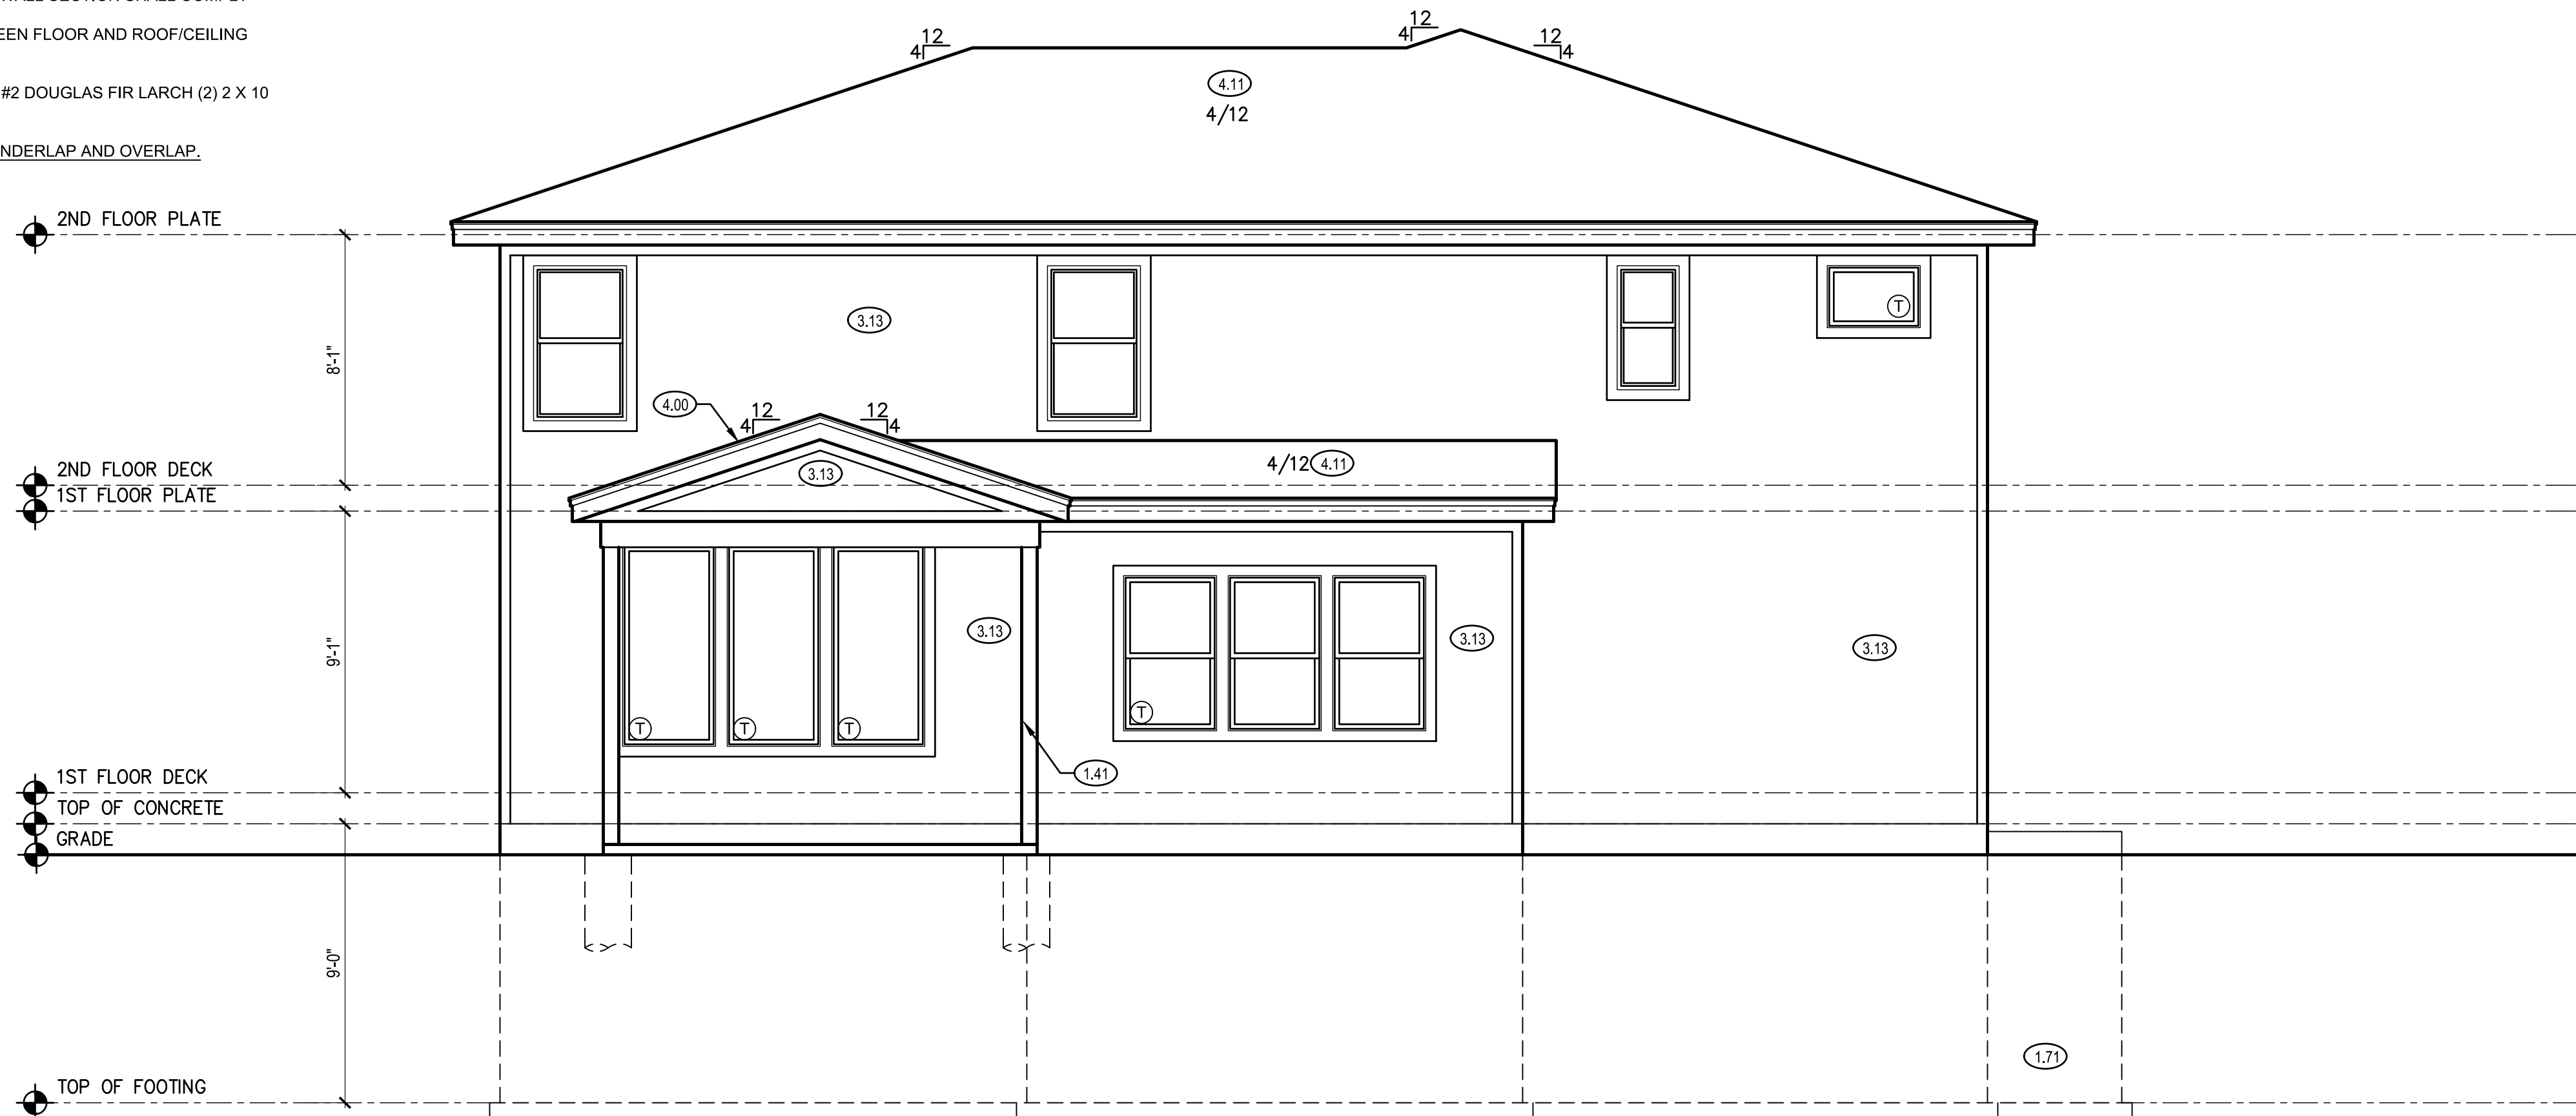 EEN FLOOR AND ROOF/CEILING
#2 DOUGLAS FIR LARCH (2) 2 X 10
NDERLAP AND OVERLAP.
12
4
12
4
12
4
4.11
4/12
2ND FLOOR PLATE
8'-1"
3.13
T
4.00
12
4
12
4
3.13
4/12 4.11
2ND FLOOR DECK
1ST FLOOR PLATE
9'-1"
3.13
3.13
3.13
T
T
T
T
1.41
1ST FLOOR DECK
TOP OF CONCRETE
GRADE
9'-0"
1.71
TOP OF FOOTING